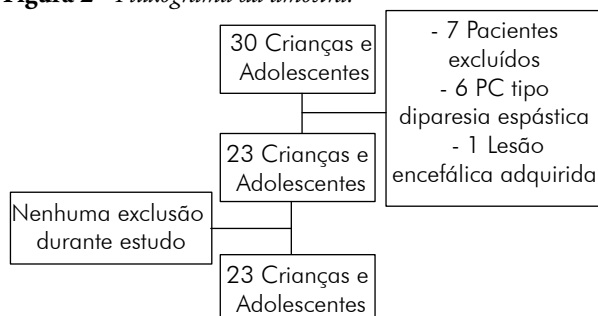 Figura 2 - Fluxograma da amostra.
30 Crianças e
Adolescentes
- 7 Pacientes
excluídos
- 6 PC tipo
diparesia espástica
- 1 Lesão
encefálica adquirida
23 Crianças e
Adolescentes
Nenhuma exclusão
durante estudo
23 Crianças e
Adolescentes